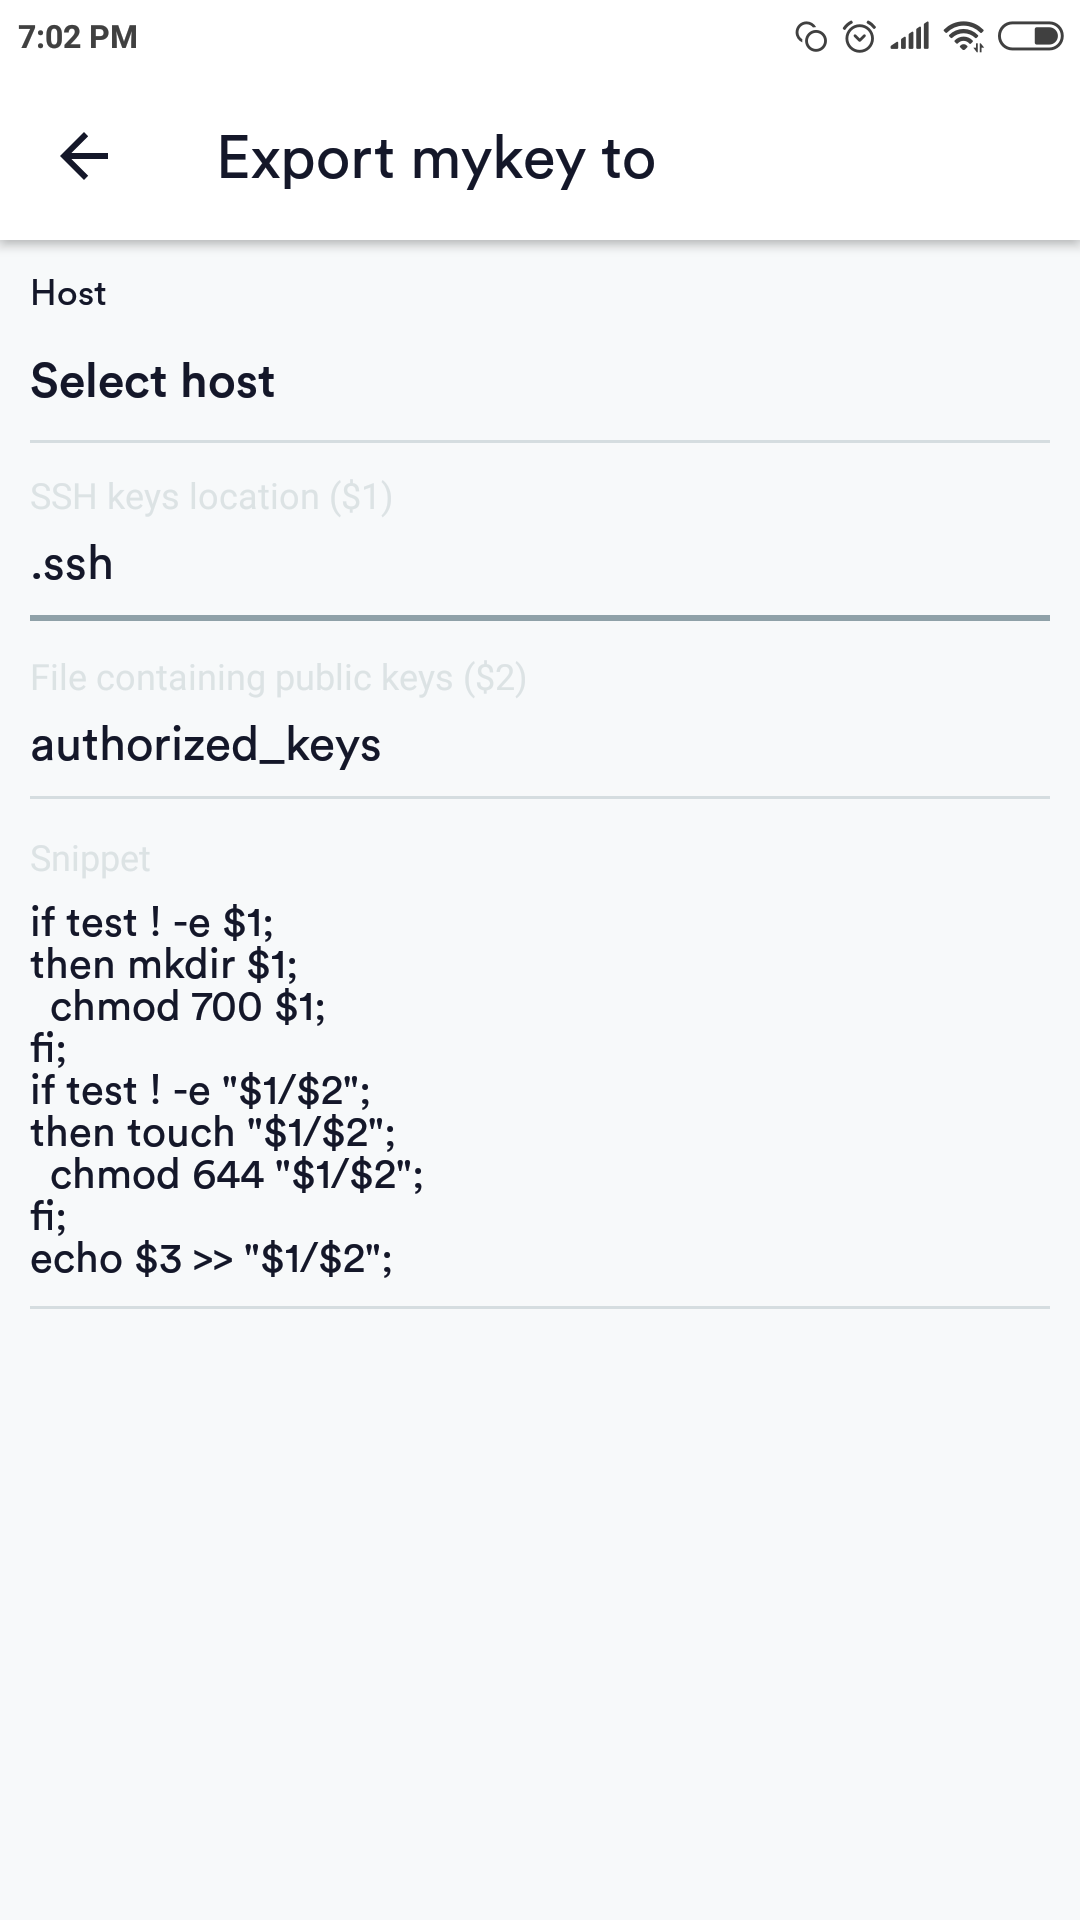 7:02 PM
Export mykey to
Host
Select host
SSH keys location ($1)
.ssh
File containing public keys ($2)
authorized_keys
Snippet
if test ! -e $1;
then mkdir $1;
  chmod 700 $1;
fi;
if test ! -e "$1/$2";
then touch "$1/$2";
  chmod 644 "$1/$2";
fi;
echo $3 >> "$1/$2";